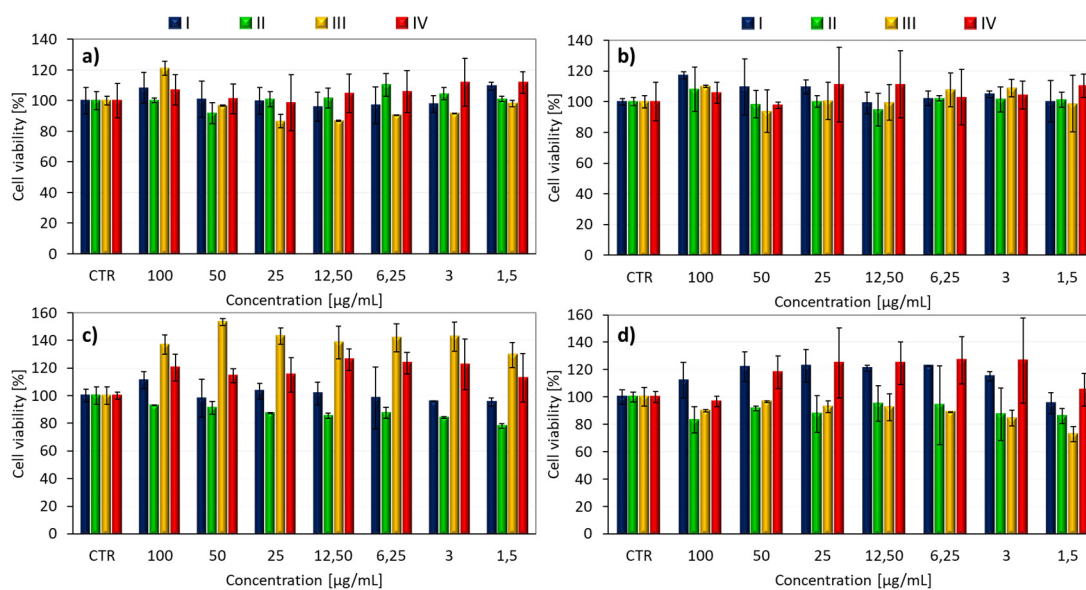 I II III IV
a)
140
120
100
80
60
40
20
0
Cell viability [%]
CTR 100 50 25 12,50 6,25 3 1,5
Concentration [µg/mL]
I II III IV
b)
140
120
100
80
60
40
20
0
Cell viability [%]
CTR 100 50 25 12,50 6,25 3 1,5
Concentration [µg/mL]
c)
160
140
120
100
80
60
40
20
0
Cell viability [%]
CTR 100 50 25 12,50 6,25 3 1,5
Concentration [µg/mL]
d)
160
140
120
100
80
60
40
20
0
Cell viability [%]
CTR 100 50 25 12,50 6,25 3 1,5
Concentration [µg/mL]